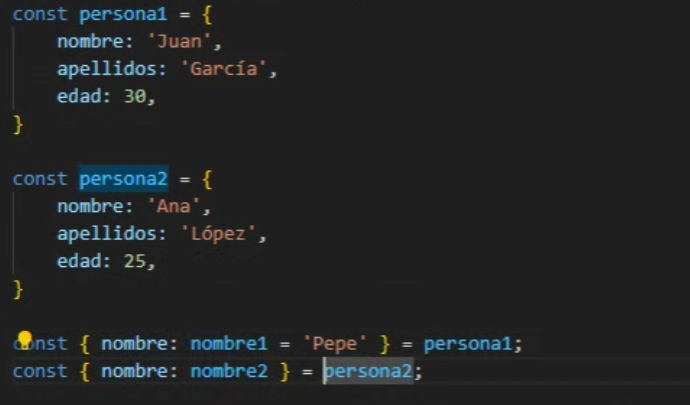 const persona1 = {
    nombre: 'Juan',
    apellidos: 'García',
    edad: 30,
}

const persona2 = {
    nombre: 'Ana',
    apellidos: 'López',
    edad: 25,
}

const { nombre: nombre1 = 'Pepe' } = persona1;
const { nombre: nombre2 } = persona2;